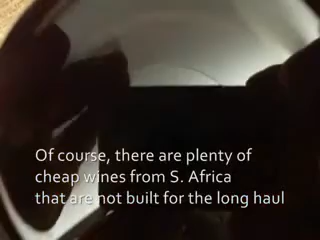 Of course, there are plenty of
cheap wines from S. Africa
that are not built for the long haul